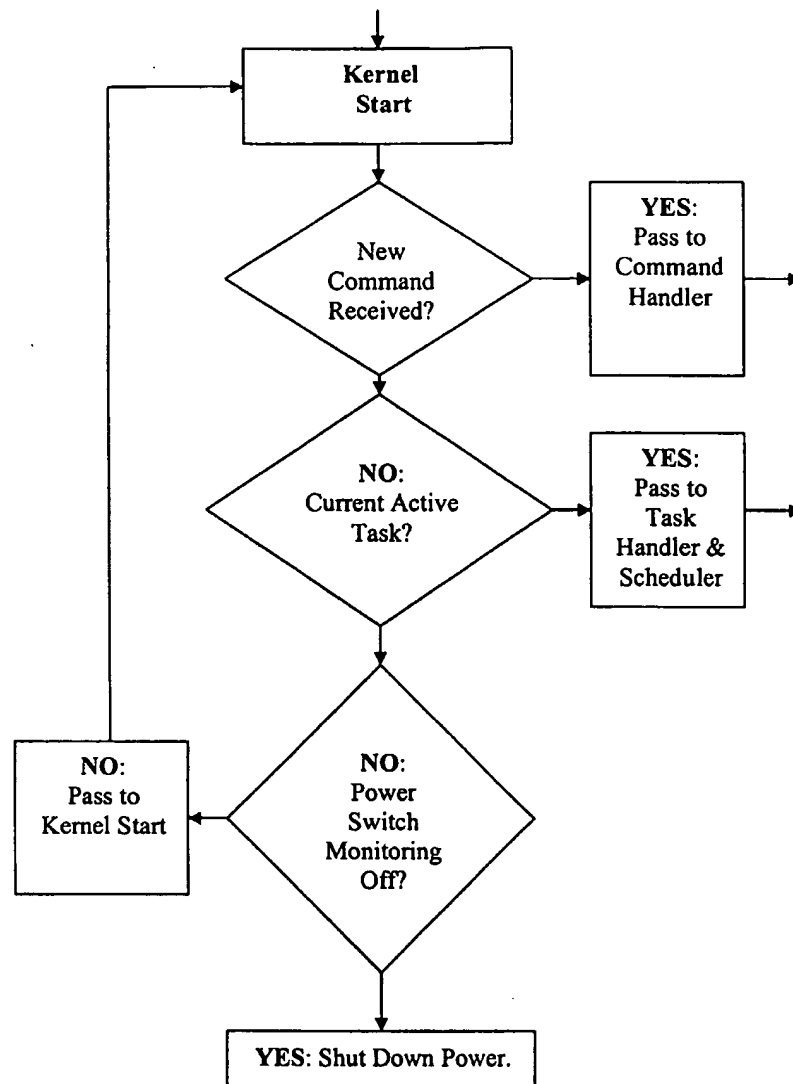 Kernel
Start
New
Command
Received?
YES:
Pass to
Command
Handler
NO:
Current Active
Task?
YES:
Pass to
Task
Handler &
Scheduler
NO:
Power
Switch
Monitoring
Off?
NO:
Pass to
Kernel Start
YES: Shut Down Power.